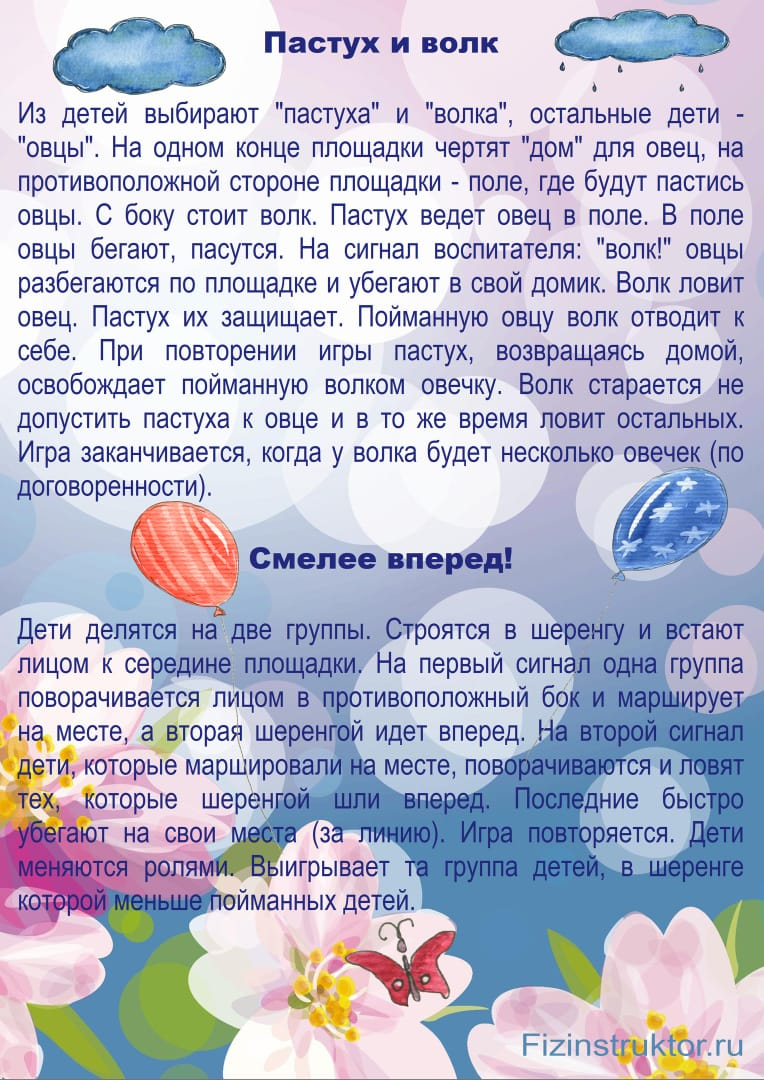 Пастух и волк
Из детей выбирают "пастуха" и "волка", остальные дети -
"овцы". На одном конце площадки чертят "дом" для овец, на
противоположной стороне площадки - поле, где будут пастись
овцы. С боку стоит волк. Пастух ведет овец в поле. В поле
овцы бегают, пасутся. На сигнал воспитателя: "волк!" овцы
разбегаются по площадке и убегают в свой домик. Волк ловит
овец. Пастух их защищает. Пойманную овцу волк отводит к
себе. При повторении игры пастух, возвращаясь домой,
освобождает пойманную волком овечку. Волк старается не
допустить пастуха к овце и в то же время ловит остальных.
Игра заканчивается, когда у волка будет несколько овечек (по
договоренности).
Смелее вперед!
Дети делятся на две группы. Строятся в шеренгу и встают
лицом к середине площадки. На первый сигнал одна группа
поворачивается лицом в противоположный бок и марширует
на месте, а вторая шеренгой идет вперед. На второй сигнал
дети, которые маршировали на месте, поворачиваются и ловят
тех, которые шеренгой шли вперед. Последние быстро
убегают на свои места (за линию). Игра повторяется. Дети
меняются ролями. Выигрывает та группа детей, в шеренге
которой меньше пойманных детей.
Fizinstruktor.ru